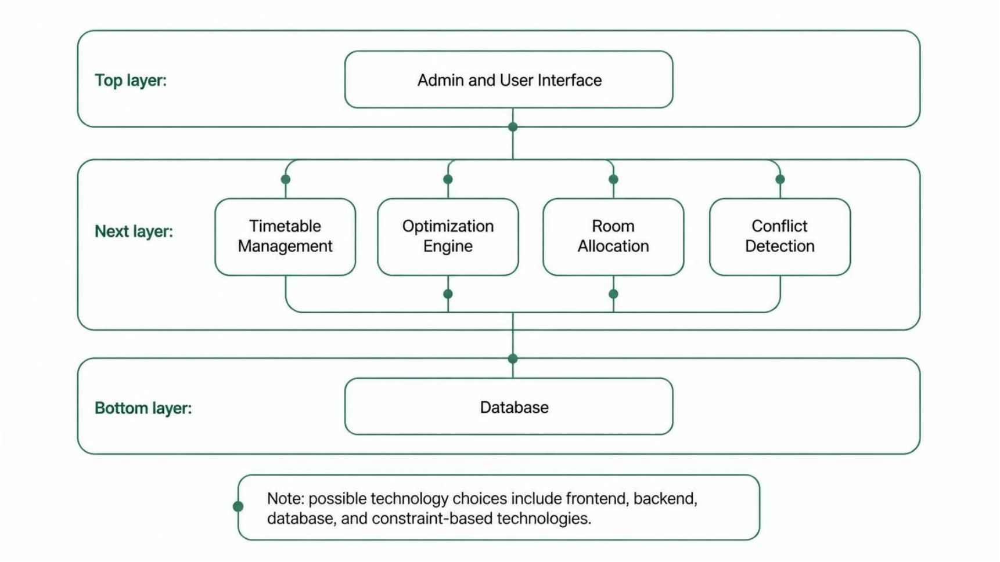 Top layer:
Admin and User Interface
Next layer:
Timetable
Management
Optimization
Engine
Room
Allocation
Conflict
Detection
Bottom layer:
Database
Note: possible technology choices include frontend, backend,
database, and constraint-based technologies.